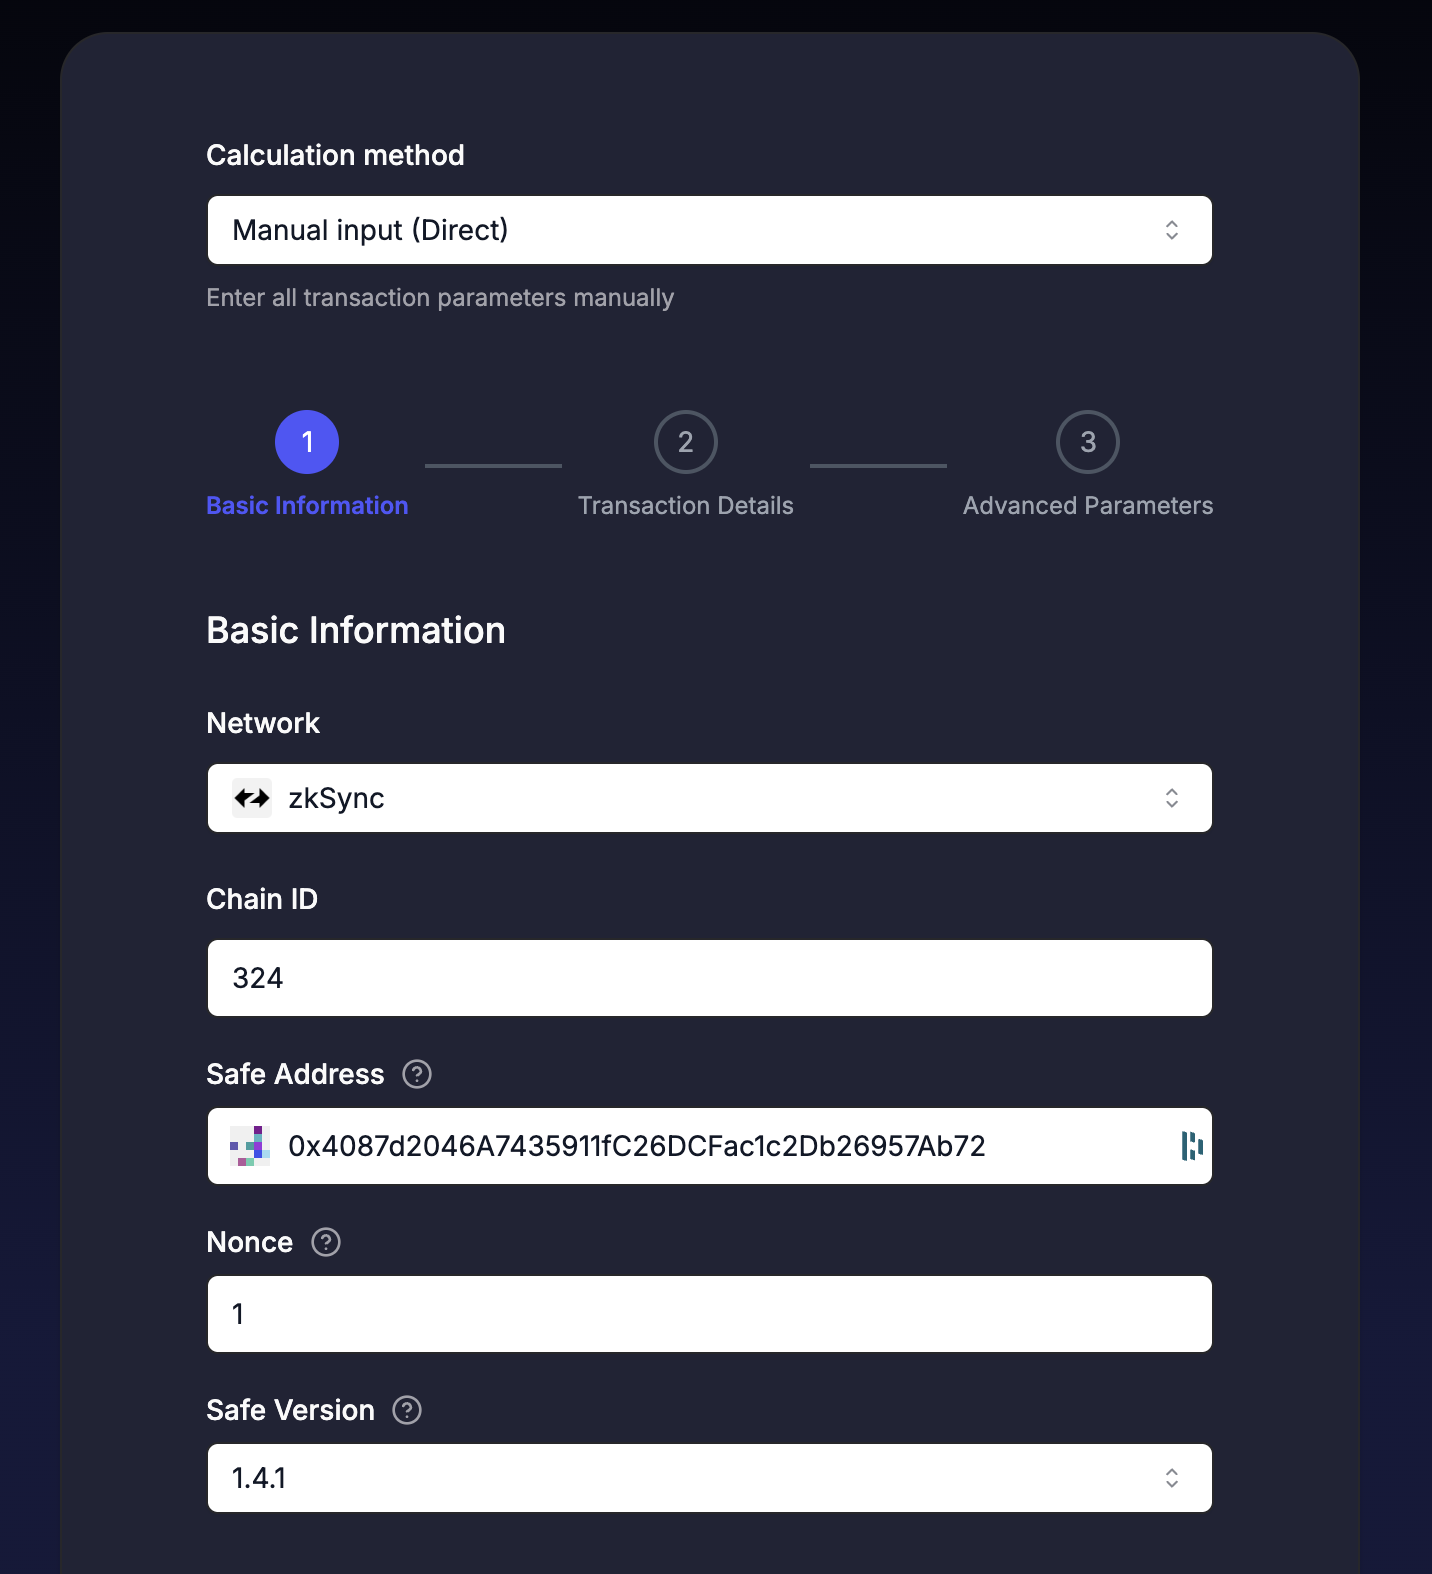 Calculation method
Manual input (Direct)
Enter all transaction parameters manually
1
2
3
Basic Information
Transaction Details
Advanced Parameters
Basic Information
Network
zkSync
Chain ID
324
Safe Address ?
0x4087d2046A7435911fC26DCFac1c2Db26957Ab72
Nonce ?
1
Safe Version ?
1.4.1